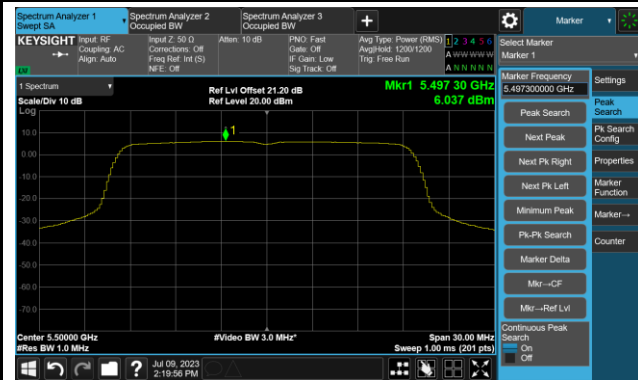 Spectrum Analyzer 1
Swept SA
Spectrum Analyzer 2
Occupied BW
Spectrum Analyzer 3
Occupied BW
Marker
KEYSIGHT
Input: RF
Coupling: AC
Align: Auto
Input Z: 50 Ω
Corrections: Off
Freq Ref: Int (S)
NFE: Off
Atten: 10 dB
PNO: Fast
Gate: Off
IF Gain: Low
Sig Track: Off
Avg Type: Power (RMS)
Avg|Hold: 1200/1200
Trig: Free Run
1 2 3 4 5 6
A W W W W W
A N N N N N
LXI
Select Marker
Marker 1
1 Spectrum
Scale/Div 10 dB
Log
Ref Lvl Offset 21.20 dB
Ref Level 20.00 dBm
Mkr1 5.497 30 GHz
6.037 dBm
1
10.0
0.00
-10.0
-20.0
-30.0
-40.0
-50.0
-60.0
-70.0
Center 5.50000 GHz
#Res BW 1.0 MHz
#Video BW 3.0 MHz*
Span 30.00 MHz
Sweep 1.00 ms (201 pts)
Marker Frequency
5.497300000 GHz
Peak Search
Next Peak
Next Pk Right
Next Pk Left
Minimum Peak
Pk-Pk Search
Marker Delta
Mkr→CF
Mkr→Ref Lvl
Continuous Peak
Search
On
Off
Settings
Peak
Search
Pk Search
Config
Properties
Marker
Function
Marker→
Counter
?
Jul 09, 2023
2:19:56 PM